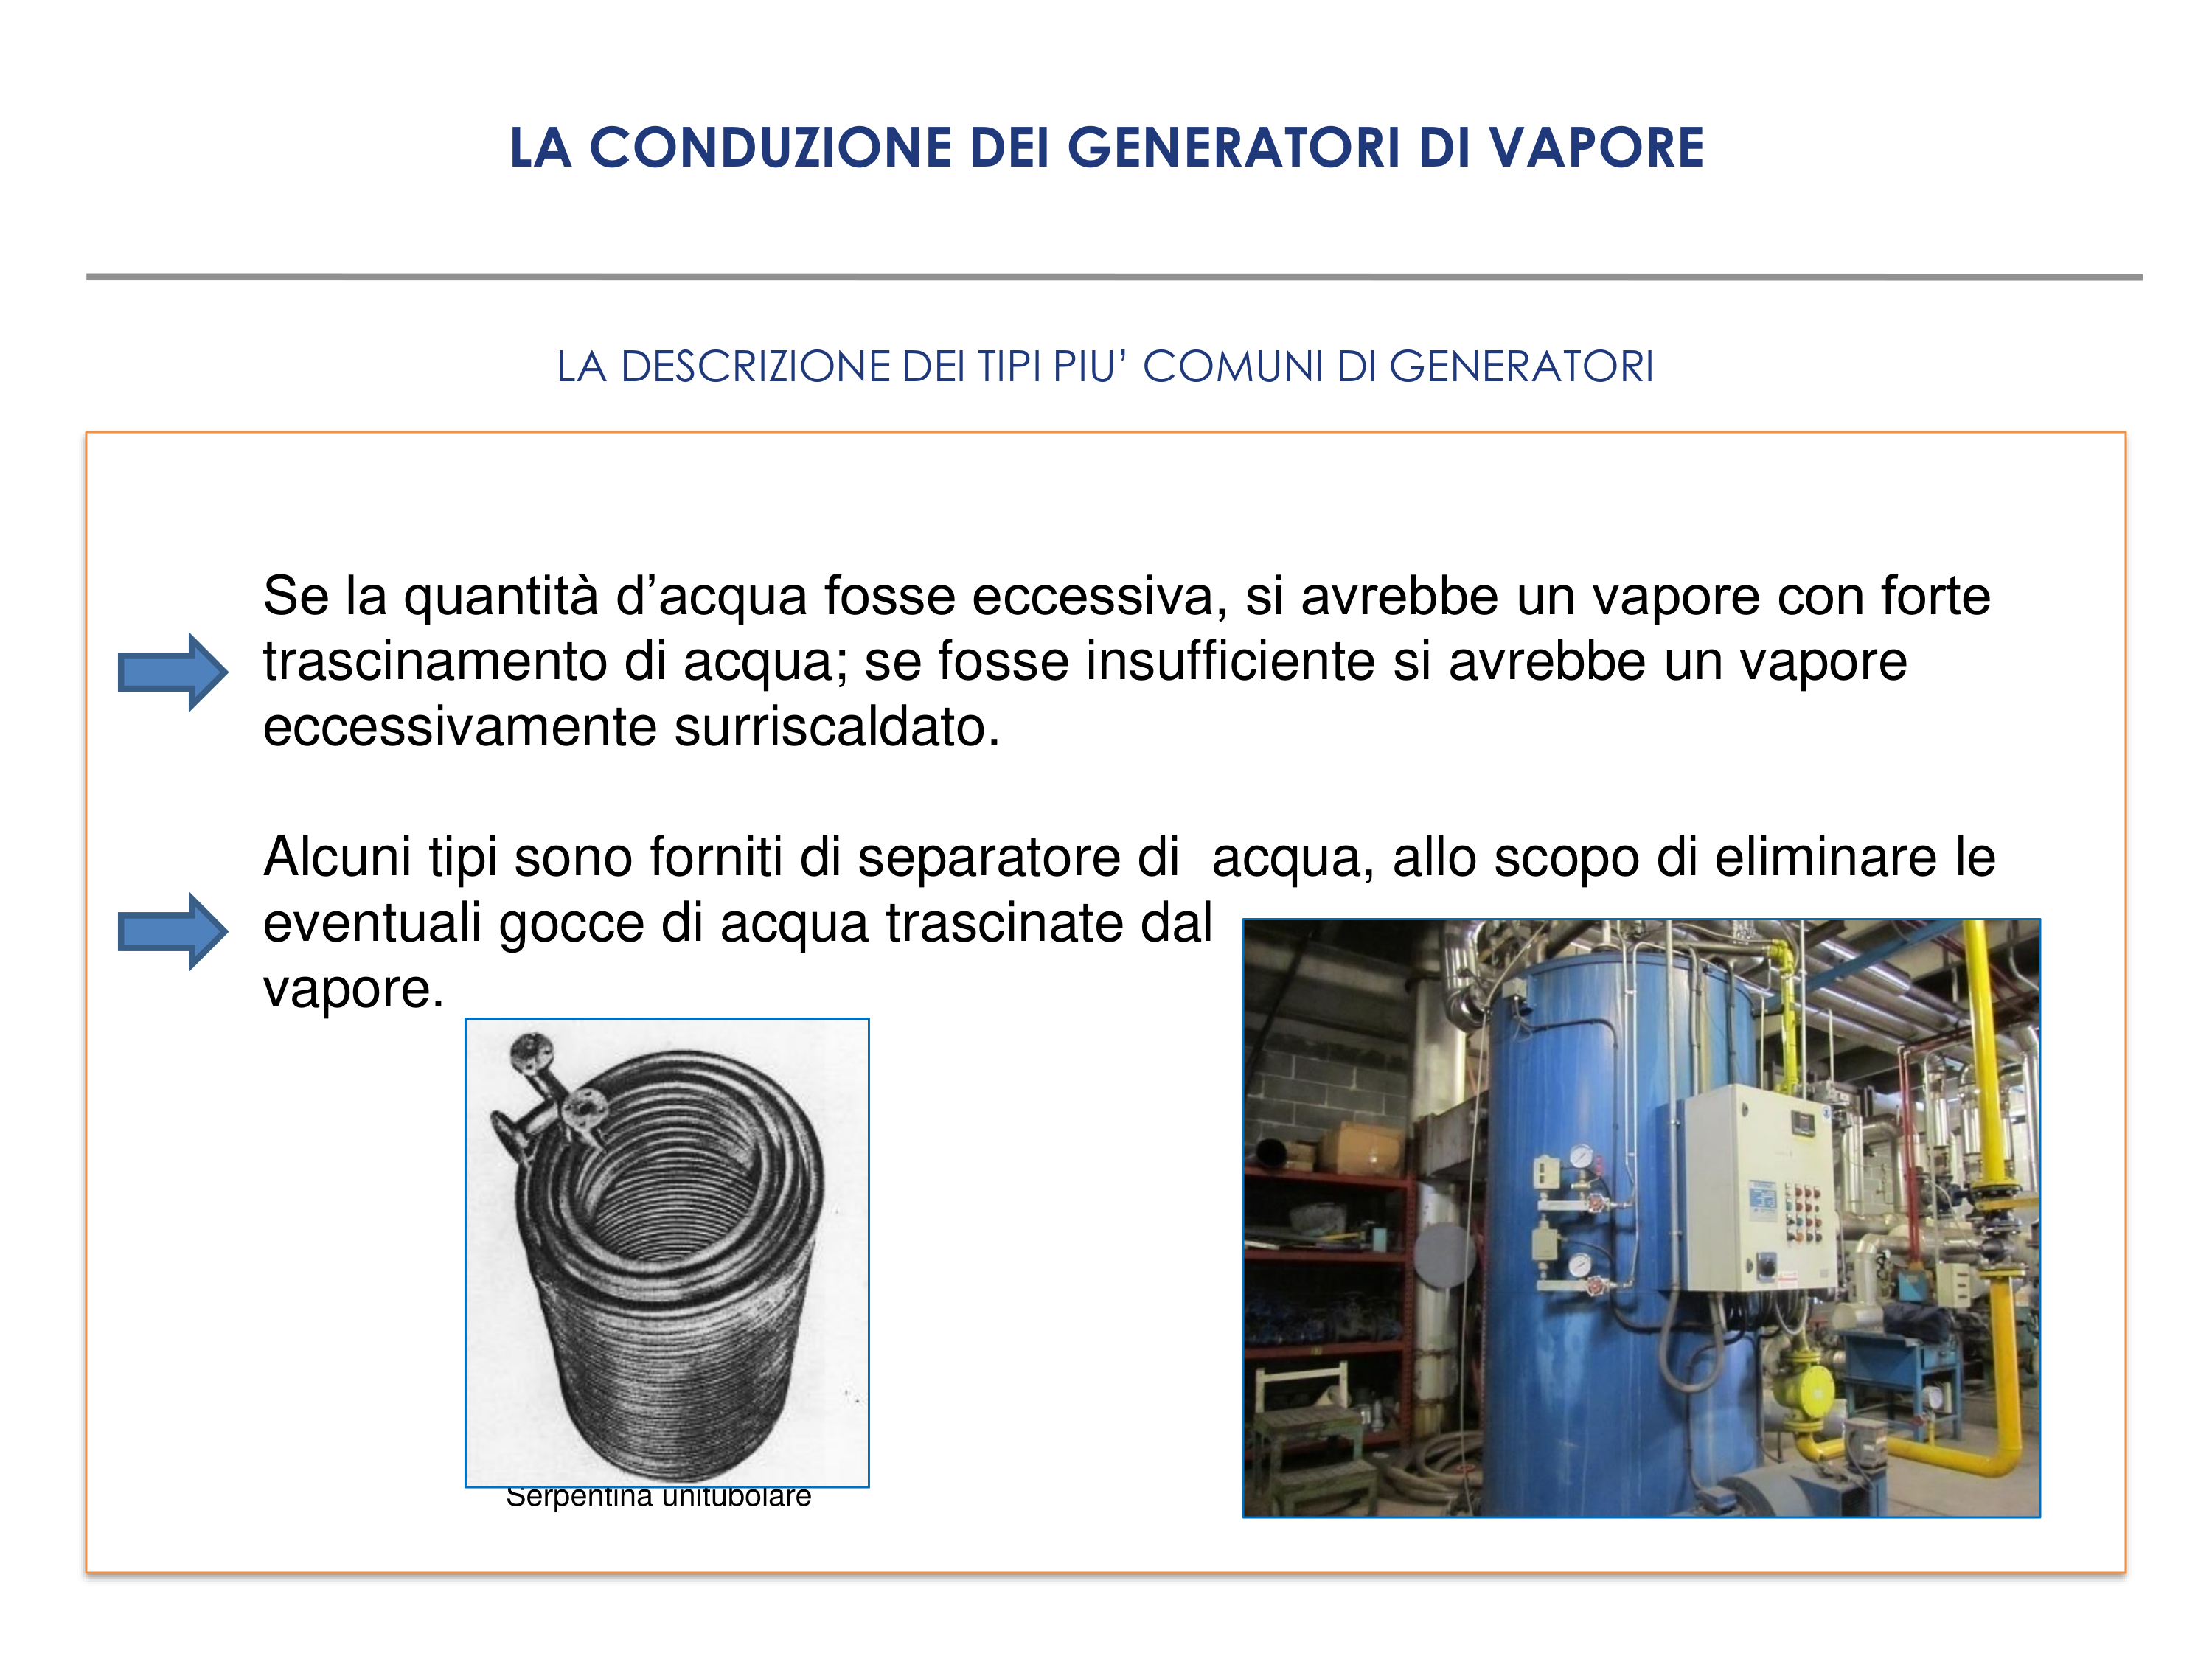 LA CONDUZIONE DEI GENERATORI DI VAPORE
LA DESCRIZIONE DEI TIPI PIU’ COMUNI DI GENERATORI
Se la quantità d’acqua fosse eccessiva, si avrebbe un vapore con forte
trascinamento di acqua; se fosse insufficiente si avrebbe un vapore
eccessivamente surriscaldato.
Alcuni tipi sono forniti di separatore di  acqua, allo scopo di eliminare le
eventuali gocce di acqua trascinate dal
vapore.
Serpentina unitubolare